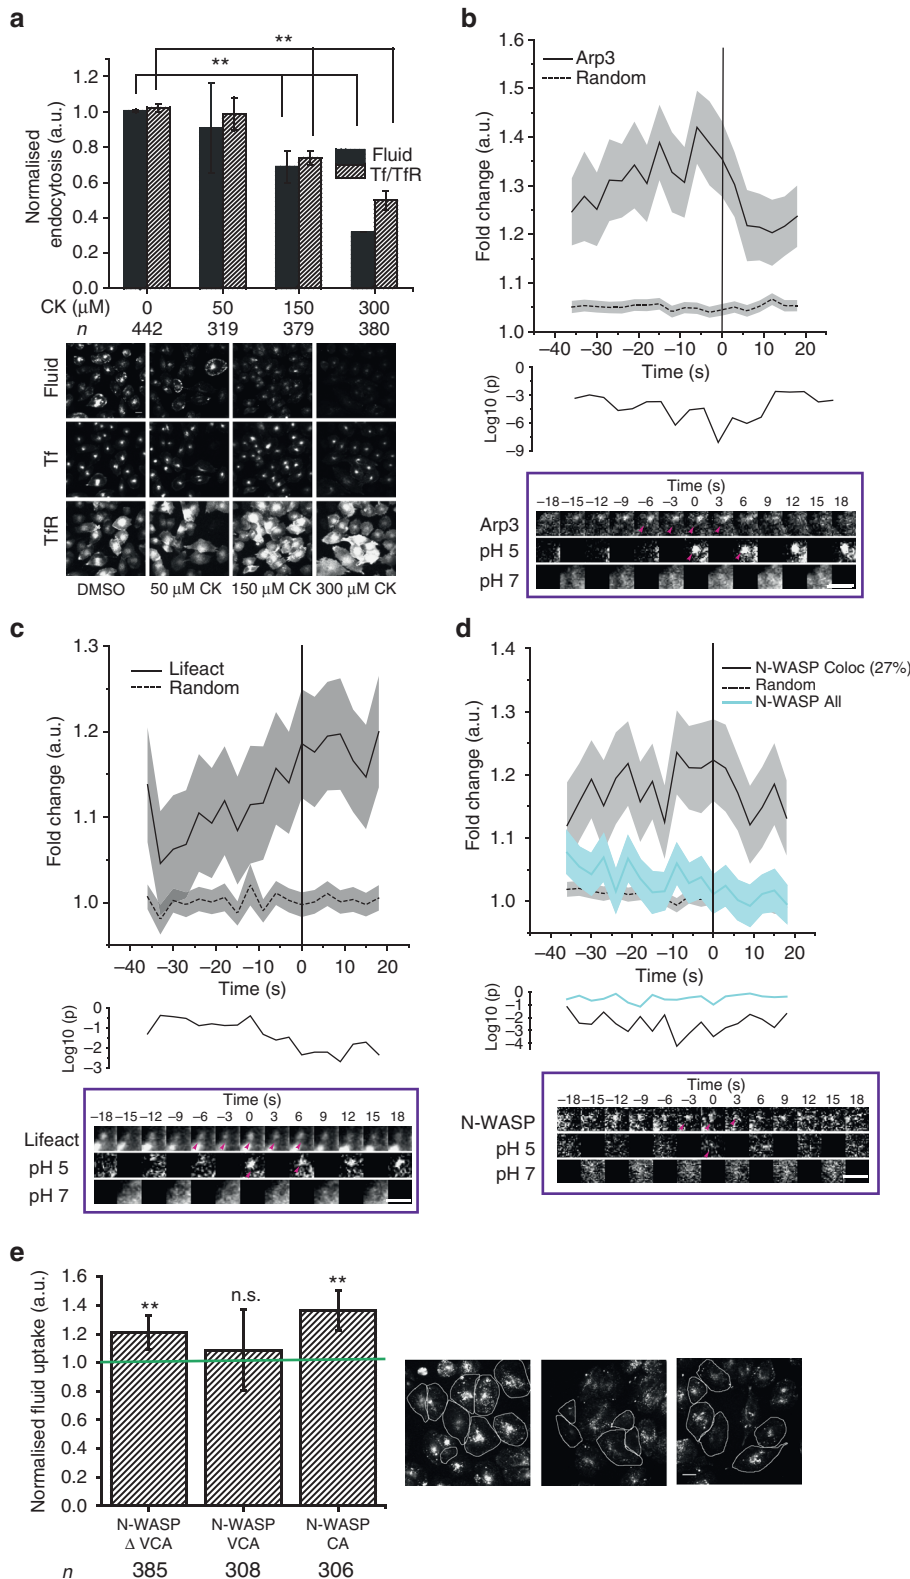 a
**
**
1.2
1.0
0.8
0.6
0.4
0.2
0.0
Normalised
endocytosis (a.u.)
Fluid
Tf/TfR
CK (μM) 0 50 150 300
n 442 319 379 380
Fluid
Tf
TfR
DMSO 50 μM CK 150 μM CK 300 μM CK
b
1.6
1.5
1.4
1.3
1.2
1.1
1.0
Fold change (a.u.)
Arp3
Random
−40 −30 −20 −10 0 10 20
Time (s)
0
−3
−6
−9
Log10 (p)
Time (s)
−18 −15 −12 −9 −6 −3 0 3 6 9 12 15 18
Arp3
pH 5
pH 7
c
1.3
1.2
1.1
1.0
Fold change (a.u.)
Lifeact
Random
−40 −30 −20 −10 0 10 20
Time (s)
0
−1
−2
−3
Log10 (p)
Time (s)
−18 −15 −12 −9 −6 −3 0 3 6 9 12 15 18
Lifeact
pH 5
pH 7
d
1.4
1.3
1.2
1.1
1.0
Fold change (a.u.)
N-WASP Coloc (27%)
Random
N-WASP All
−40 −30 −20 −10 0 10 20
Time (s)
0
−1
−2
−3
−4
Log10 (p)
Time (s)
−18 −15 −12 −9 −6 −3 0 3 6 9 12 15 18
N-WASP
pH 5
pH 7
e
1.6
1.4
1.2
1.0
0.8
0.6
0.4
0.2
0.0
Normalised fluid uptake (a.u.)
**
n.s.
**
N-WASP
Δ VCA
N-WASP
VCA
N-WASP
CA
n 385 308 306